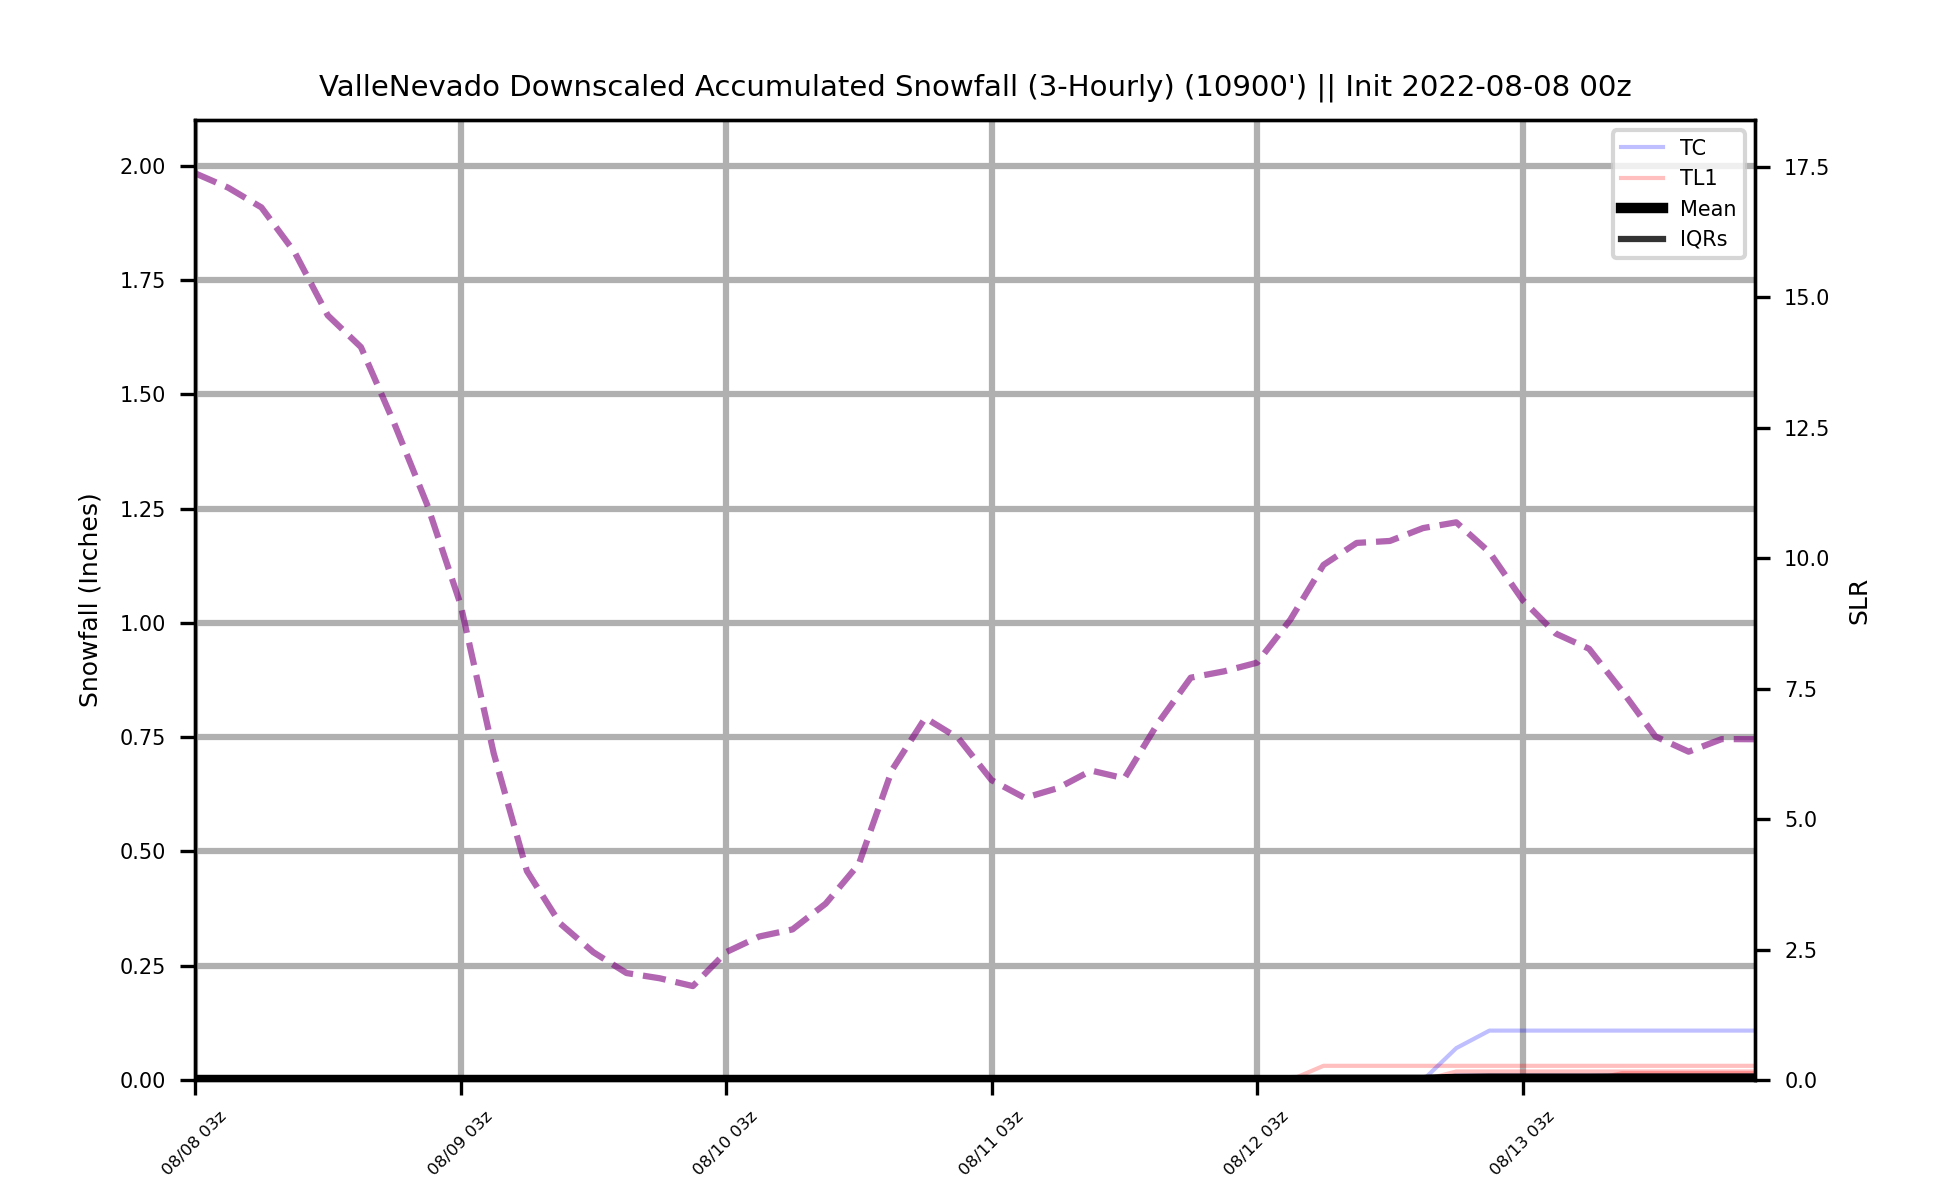 ValleNevado Downscaled Accumulated Snowfall (3-Hourly) (10900') || Init 2022-08-08 00z
TC
TL1
Mean
IQRs
Snowfall (Inches)
2.00
1.75
1.50
1.25
1.00
0.75
0.50
0.25
0.00
17.5
15.0
12.5
10.0
7.5
5.0
2.5
0.0
SLR
08/08 03z
08/09 03z
08/10 03z
08/11 03z
08/12 03z
08/13 03z